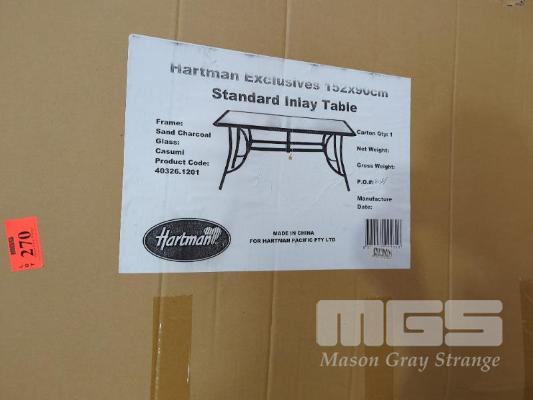 Hartman Exclusives 152x90cm
Standard Inlay Table
Frame:
Sand Charcoal
Glass:
Casumi
Product Code:
40326.1201
Carton Qty: 1
Net Weight:
Gross Weight:
P.O.#:
Manufacture
Date:
Hartman
MADE IN CHINA
FOR HARTMAN PACIFIC PTY LTD
LOT
270
MGS
Mason Gray Strange